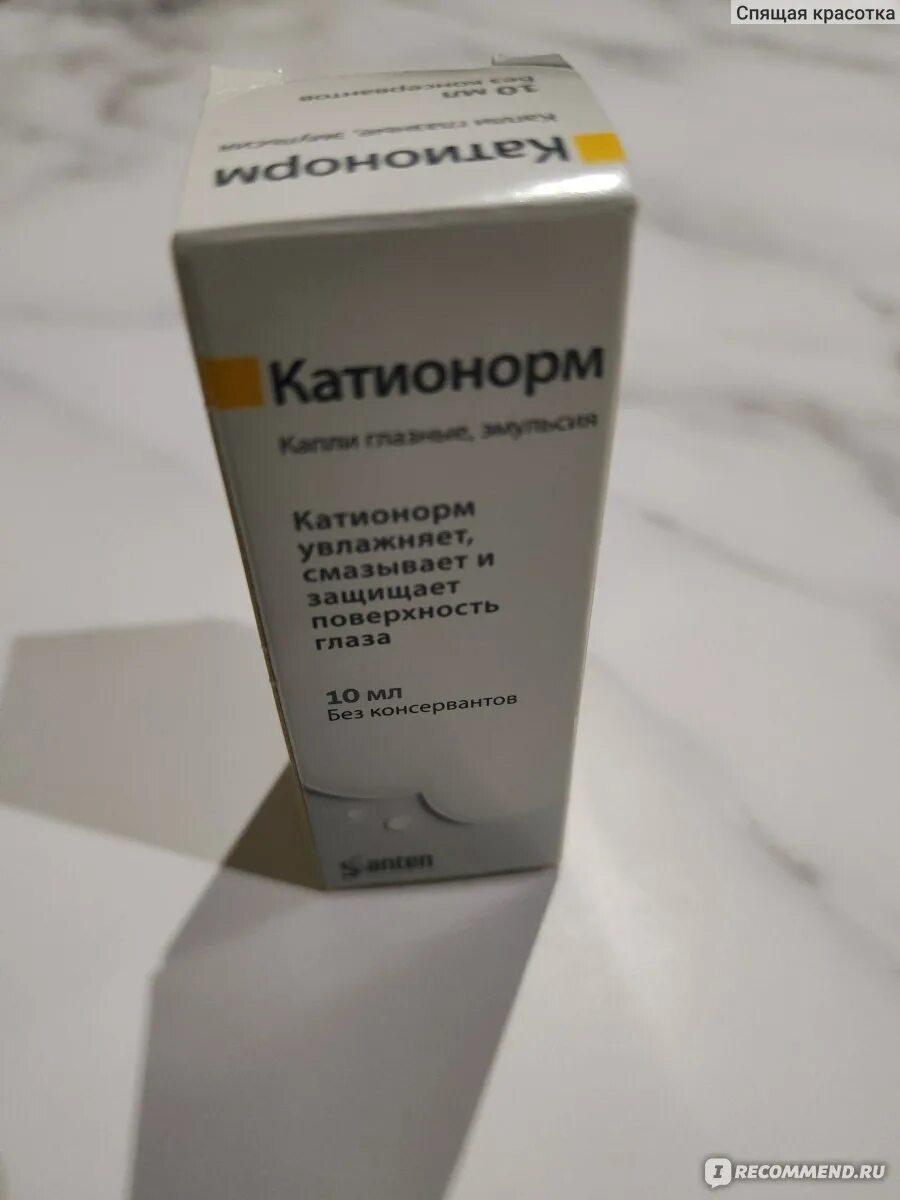 Спящая красотка
10 мл
Без консервантов
Капли глазные, эмульсия
Катионорм
Катионорм
Капли глазные, эмульсия
Катионорм
увлажняет,
смазывает и
защищает
поверхность
глаза
10 мл
Без консервантов
Santen
IRECOMMEND.RU